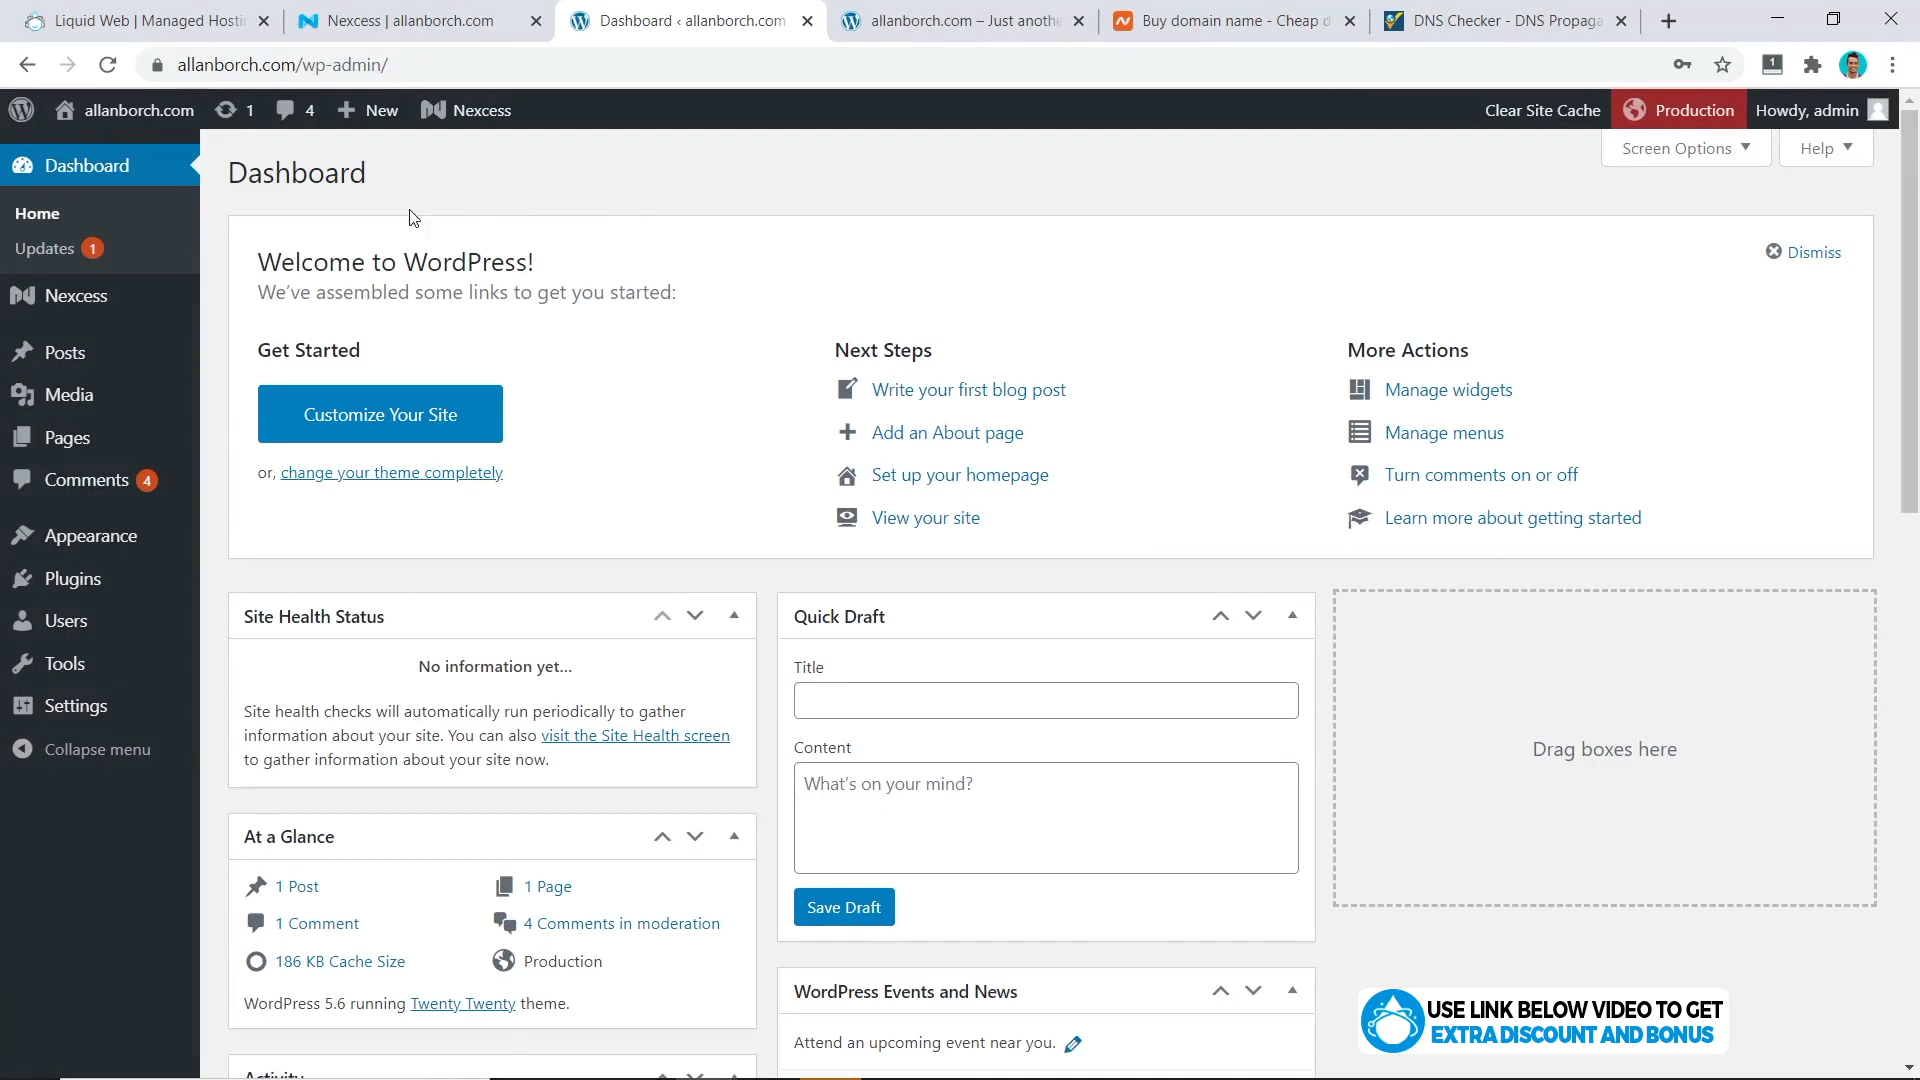 Liquid Web | Managed Hosti
Nexcess | allanborch.com
Dashboard ‹ allanborch.com
allanborch.com – Just anothe
Buy domain name - Cheap d
DNS Checker - DNS Propaga
allanborch.com/wp-admin/
1
allanborch.com
1
4
New
Nexcess
Clear Site Cache
Production
Howdy, admin
Dashboard
Home
Updates 1
Nexcess
Posts
Media
Pages
Comments 4
Appearance
Plugins
Users
Tools
Settings
Collapse menu
Screen Options
Help
Dashboard
Welcome to WordPress!
Dismiss
We've assembled some links to get you started:
Get Started
Customize Your Site
or, change your theme completely
Next Steps
Write your first blog post
Add an About page
Set up your homepage
View your site
More Actions
Manage widgets
Manage menus
Turn comments on or off
Learn more about getting started
Site Health Status
No information yet...
Site health checks will automatically run periodically to gather
information about your site. You can also visit the Site Health screen
to gather information about your site now.
At a Glance
1 Post
1 Page
1 Comment
4 Comments in moderation
186 KB Cache Size
Production
WordPress 5.6 running Twenty Twenty theme.
Activity
Quick Draft
Title
Content
What's on your mind?
Save Draft
WordPress Events and News
Attend an upcoming event near you.
Drag boxes here
USE LINK BELOW VIDEO TO GET
EXTRA DISCOUNT AND BONUS